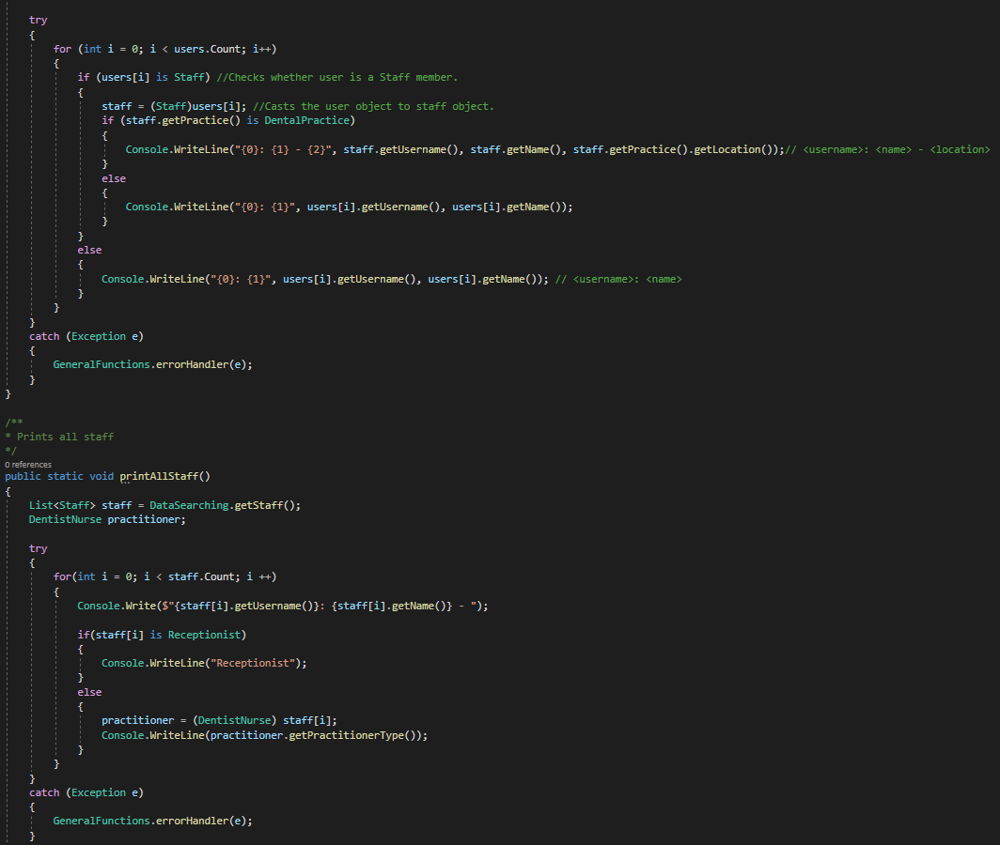 try
{
for (int i = 0; i < users.Count; i++)
{
if (users[i] is Staff) //Checks whether user is a Staff member.
{
staff = (Staff)users[i]; //Casts the user object to staff object.
if (staff.getPractice() is DentalPractice)
{
Console.WriteLine("{0}: {1} - {2}", staff.getUsername(), staff.getName(), staff.getPractice().getLocation());// <username>: <name> - <location>
}
else
{
Console.WriteLine("{0}: {1}", users[i].getUsername(), users[i].getName());
}
}
else
{
Console.WriteLine("{0}: {1}", users[i].getUsername(), users[i].getName()); // <username>: <name>
}
}
}
catch (Exception e)
{
GeneralFunctions.errorHandler(e);
}
}
/**
* Prints all staff
*/
0 references
public static void printAllStaff()
{
List<Staff> staff = DataSearching.getStaff();
DentistNurse practitioner;
try
{
for(int i = 0; i < staff.Count; i ++)
{
Console.Write($"{staff[i].getUsername()}: {staff[i].getName()} - ");
if(staff[i] is Receptionist)
{
Console.WriteLine("Receptionist");
}
else
{
practitioner = (DentistNurse) staff[i];
Console.WriteLine(practitioner.getPractitionerType());
}
}
}
catch (Exception e)
{
GeneralFunctions.errorHandler(e);
}